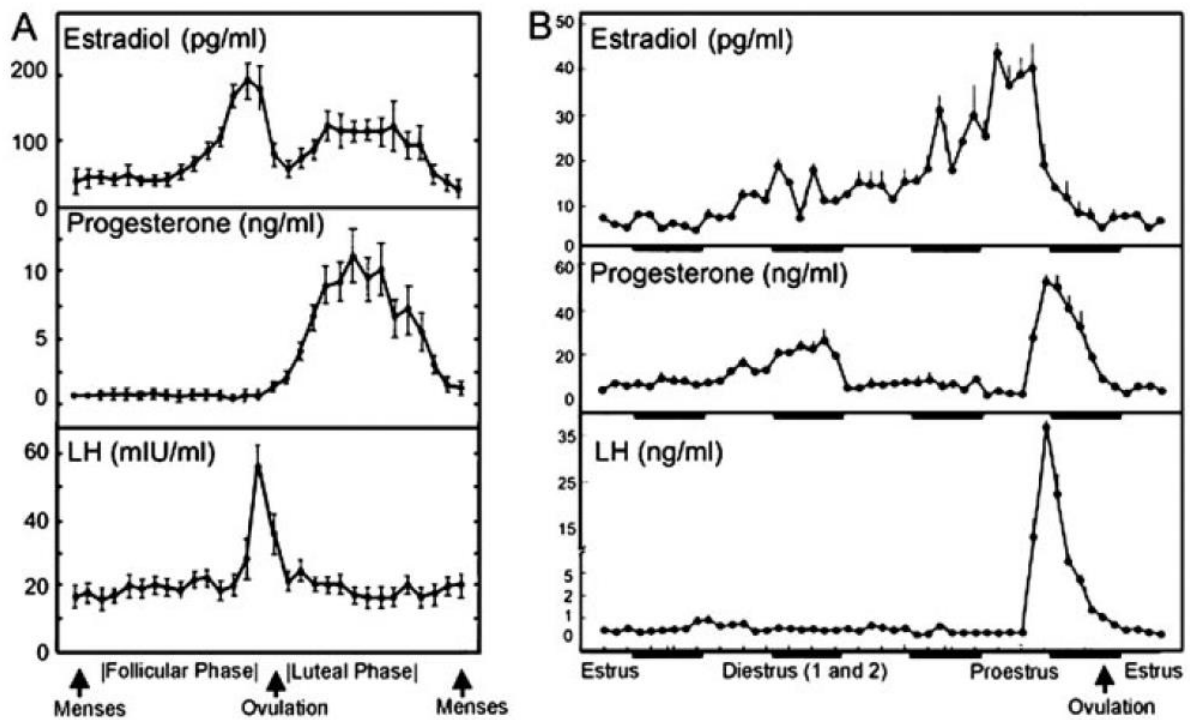 A
Estradiol (pg/ml)
200
100
0
Progesterone (ng/ml)
10
5
0
LH (mIU/ml)
60
40
20
0
|Follicular Phase| |Luteal Phase|
Menses Ovulation Menses
B
Estradiol (pg/ml)
50
40
30
20
10
0
Progesterone (ng/ml)
60
40
20
0
LH (ng/ml)
35
25
15
5
2
1
0
Estrus Diestrus (1 and 2) Proestrus Estrus
Ovulation